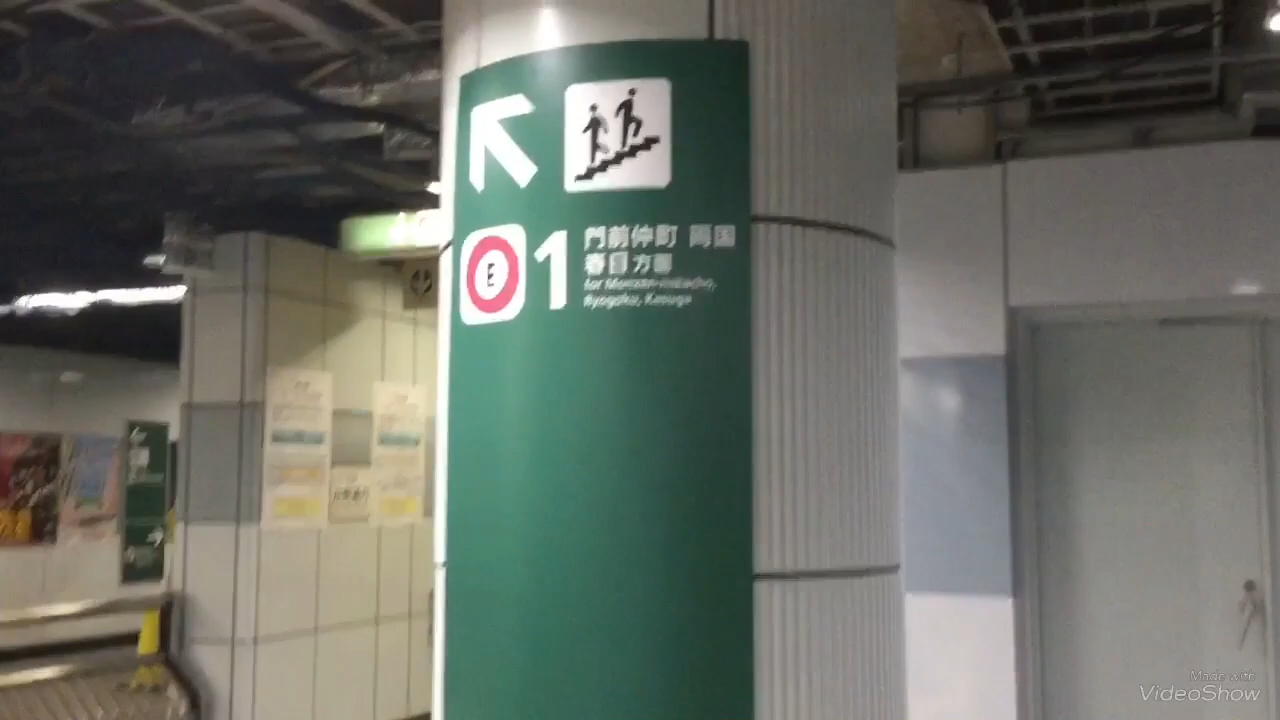 E 1 門前仲町 両国
春日方面
for Monzen-nakacho,
Ryogoku, Kasuga
Made with
VideoShow